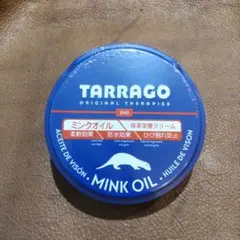 TARRAGO
ORIGINAL THERAPIES
ミンクオイル
保革栄養クリーム
柔軟効果 防水効果 ひび割れ防止
ACEITE DE VISÓN • MINK OIL • HUILE DE VISON